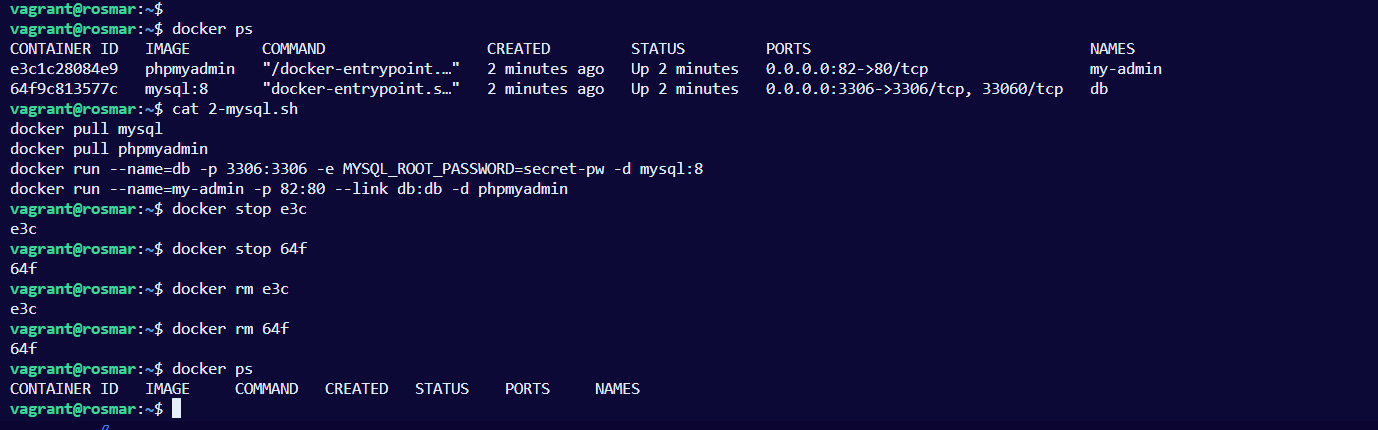 vagrant@rosmar:~$
vagrant@rosmar:~$ docker ps
CONTAINER ID   IMAGE        COMMAND                  CREATED         STATUS         PORTS                               NAMES
e3c1c28084e9   phpmyadmin   "/docker-entrypoint.…"   2 minutes ago   Up 2 minutes   0.0.0.0:82->80/tcp                  my-admin
64f9c813577c   mysql:8      "docker-entrypoint.s…"   2 minutes ago   Up 2 minutes   0.0.0.0:3306->3306/tcp, 33060/tcp   db
vagrant@rosmar:~$ cat 2-mysql.sh
docker pull mysql
docker pull phpmyadmin
docker run --name=db -p 3306:3306 -e MYSQL_ROOT_PASSWORD=secret-pw -d mysql:8
docker run --name=my-admin -p 82:80 --link db:db -d phpmyadmin
vagrant@rosmar:~$ docker stop e3c
e3c
vagrant@rosmar:~$ docker stop 64f
64f
vagrant@rosmar:~$ docker rm e3c
e3c
vagrant@rosmar:~$ docker rm 64f
64f
vagrant@rosmar:~$ docker ps
CONTAINER ID   IMAGE     COMMAND   CREATED   STATUS    PORTS     NAMES
vagrant@rosmar:~$